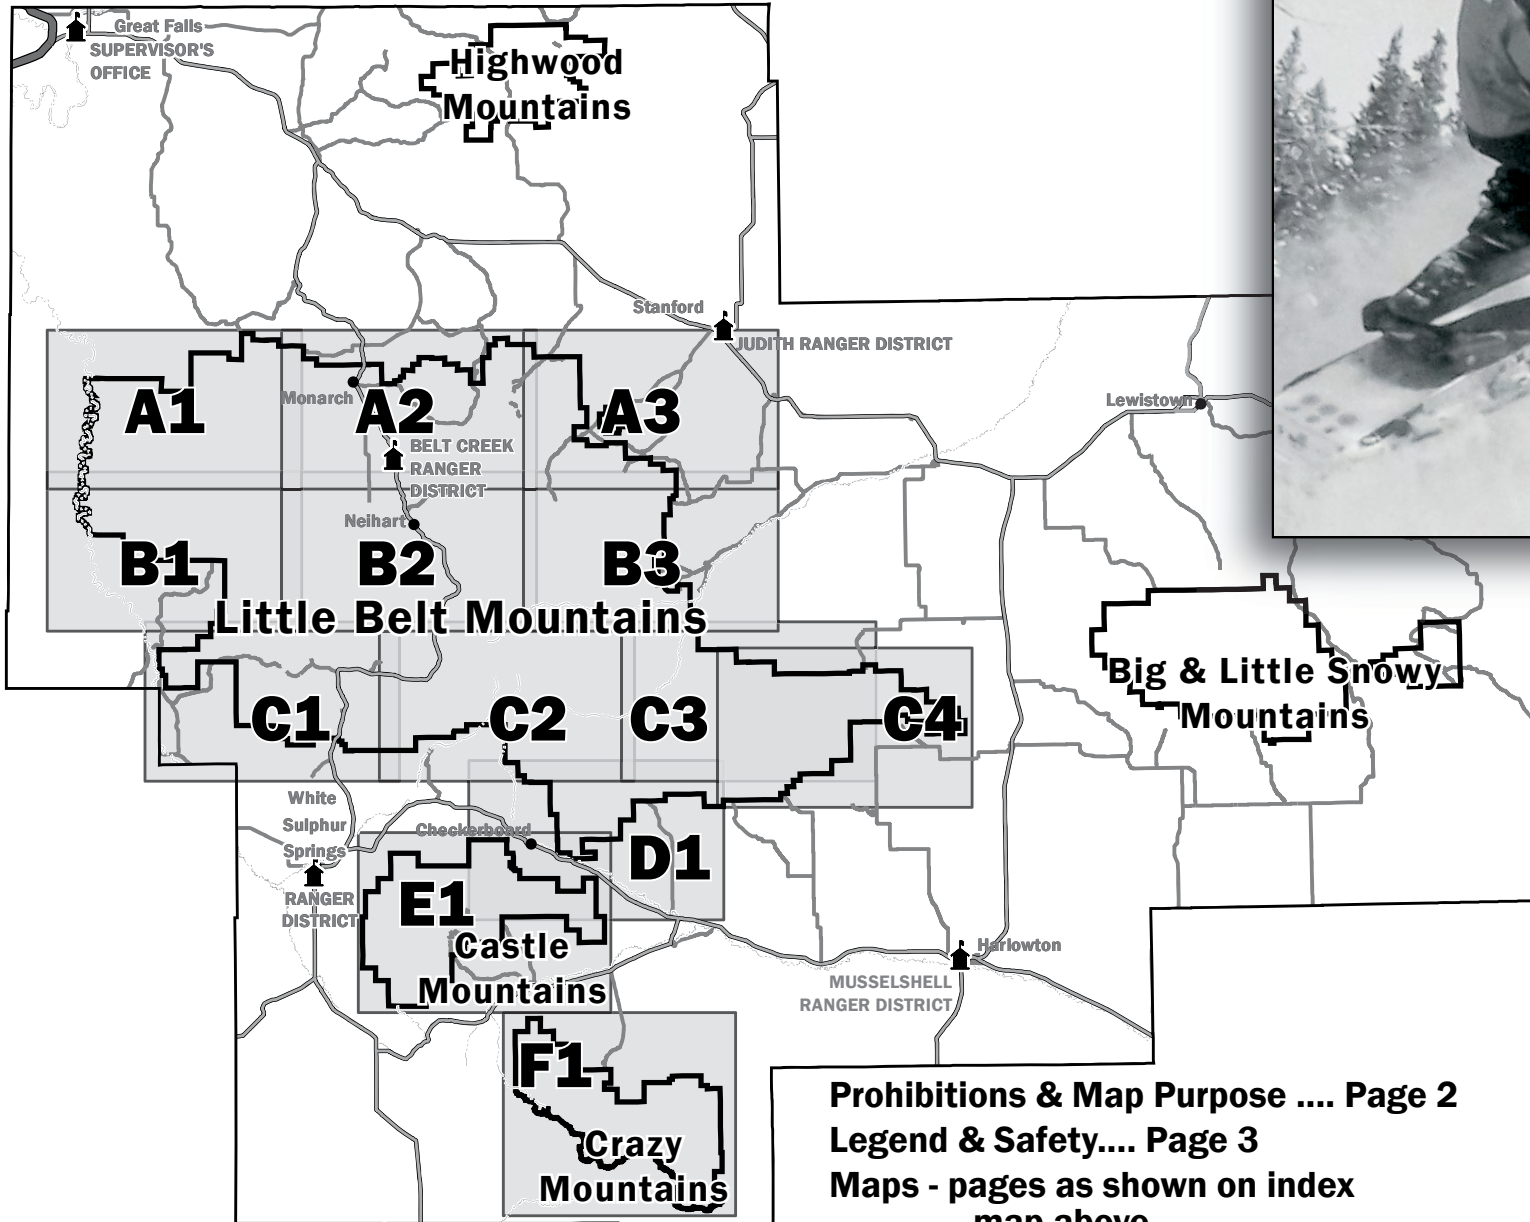 Great Falls
SUPERVISOR'S
OFFICE
Highwood
Mountains
Stanford
JUDITH RANGER DISTRICT
Monarch
A1
A2
A3
Lewistown
BELT CREEK
RANGER
DISTRICT
Neihart
B1
B2
B3
Little Belt Mountains
Big & Little Snowy
Mountains
C1
C2
C3
C4
White
Sulphur
Springs
RANGER
DISTRICT
Checkerboard
D1
E1
Castle
Mountains
Harlowton
MUSSELSHELL
RANGER DISTRICT
F1
Crazy
Mountains
Prohibitions & Map Purpose .... Page 2
Legend & Safety.... Page 3
Maps - pages as shown on index
map above